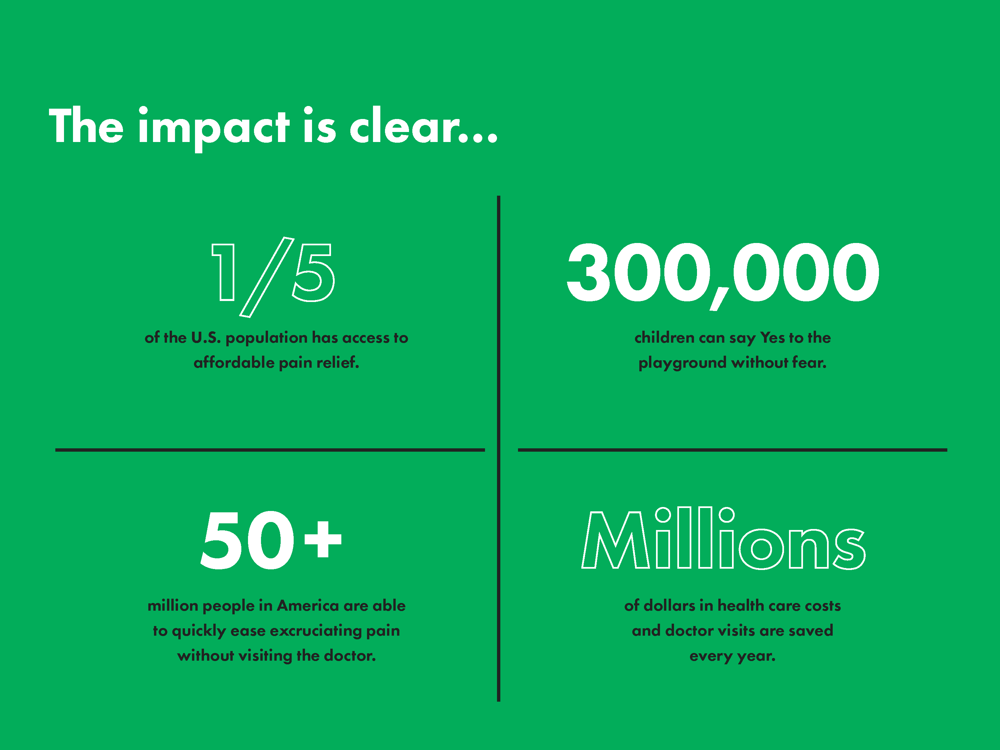 The impact is clear...
1/5
of the U.S. population has access to
affordable pain relief.
300,000
children can say Yes to the
playground without fear.
50+
million people in America are able
to quickly ease excruciating pain
without visiting the doctor.
Millions
of dollars in health care costs
and doctor visits are saved
every year.